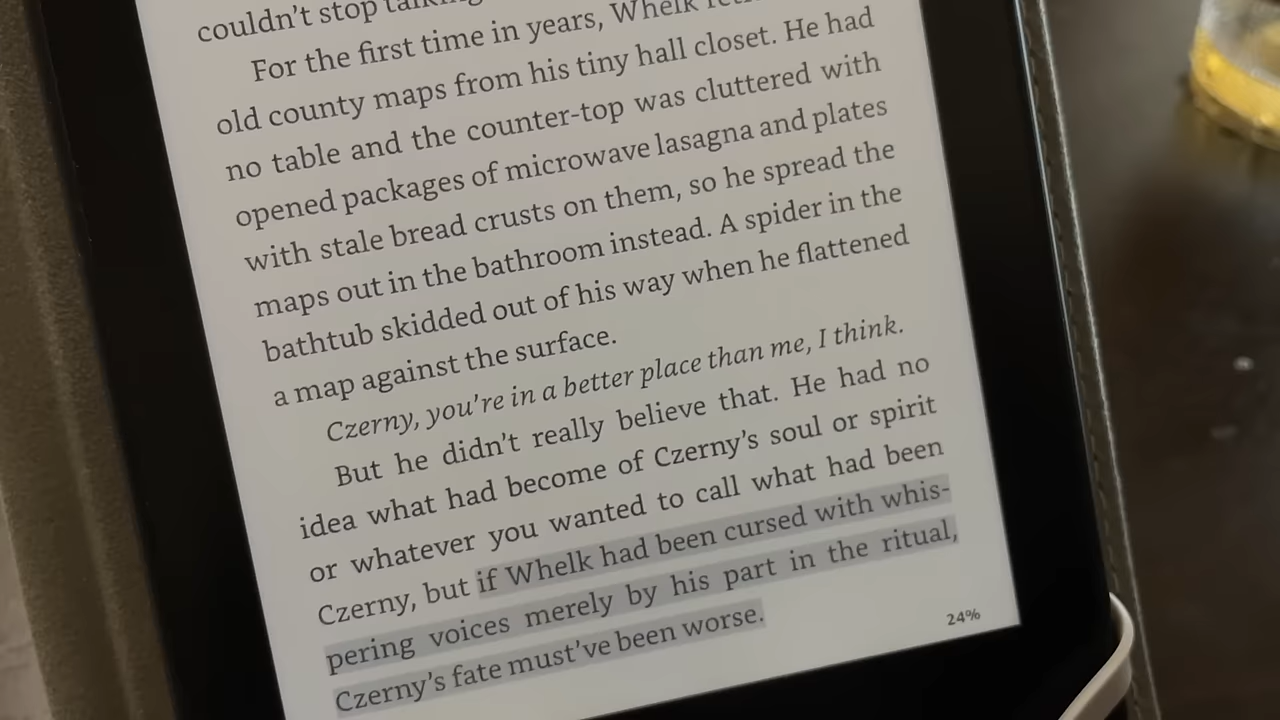 couldn't stop talking
For the first time in years, Whelk
old county maps from his tiny hall closet. He had
no table and the counter-top was cluttered with
opened packages of microwave lasagna and plates
with stale bread crusts on them, so he spread the
maps out in the bathroom instead. A spider in the
bathtub skidded out of his way when he flattened
a map against the surface.
Czerny, you're in a better place than me, I think.
But he didn't really believe that. He had no
idea what had become of Czerny's soul or spirit
or whatever you wanted to call what had been
Czerny, but if Whelk had been cursed with whis-
pering voices merely by his part in the ritual,
Czerny's fate must've been worse.
24%